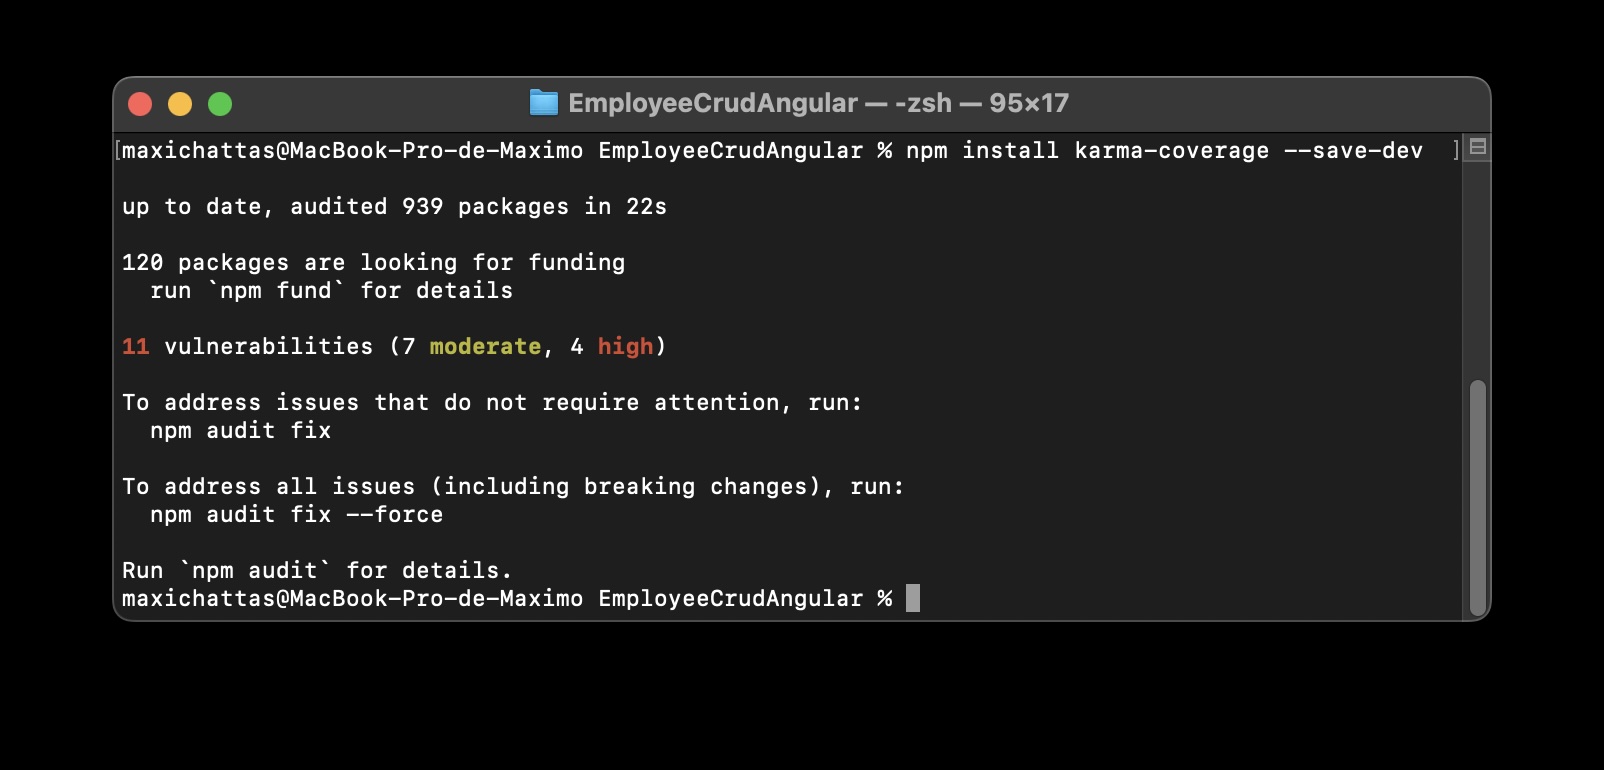 EmployeeCrudAngular — -zsh — 95×17
[maxichattas@MacBook-Pro-de-Maximo EmployeeCrudAngular % npm install karma-coverage --save-dev ]
up to date, audited 939 packages in 22s
120 packages are looking for funding
run `npm fund` for details
11 vulnerabilities (7 moderate, 4 high)
To address issues that do not require attention, run:
npm audit fix
To address all issues (including breaking changes), run:
npm audit fix --force
Run `npm audit` for details.
maxichattas@MacBook-Pro-de-Maximo EmployeeCrudAngular %